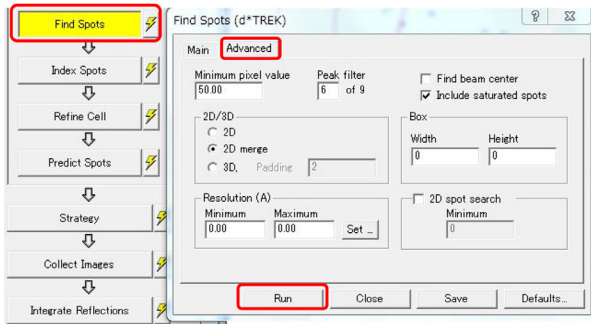 Find Spots
Index Spots
Refine Cell
Predict Spots
Strategy
Collect Images
Integrate Reflections
Find Spots (d*TREK)
Main Advanced
Minimum pixel value Peak filter
50.00 6 of 9
Find beam center
Include saturated spots
2D/3D
2D
2D merge
3D, Padding 2
Box
Width Height
0 0
Resolution (A)
Minimum Maximum
0.00 0.00 Set ...
2D spot search
Minimum
0
Run Close Save Defaults...